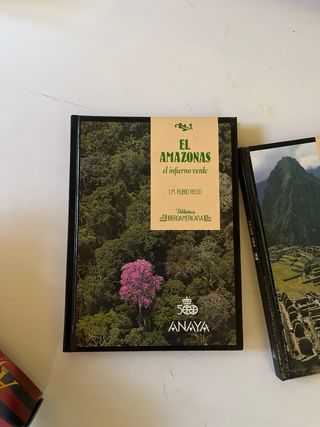 EL
AMAZONAS
el infierno verde
J.M. RUBIO RECIO
Biblioteca
IBEROAMERICANA
500
ANAYA